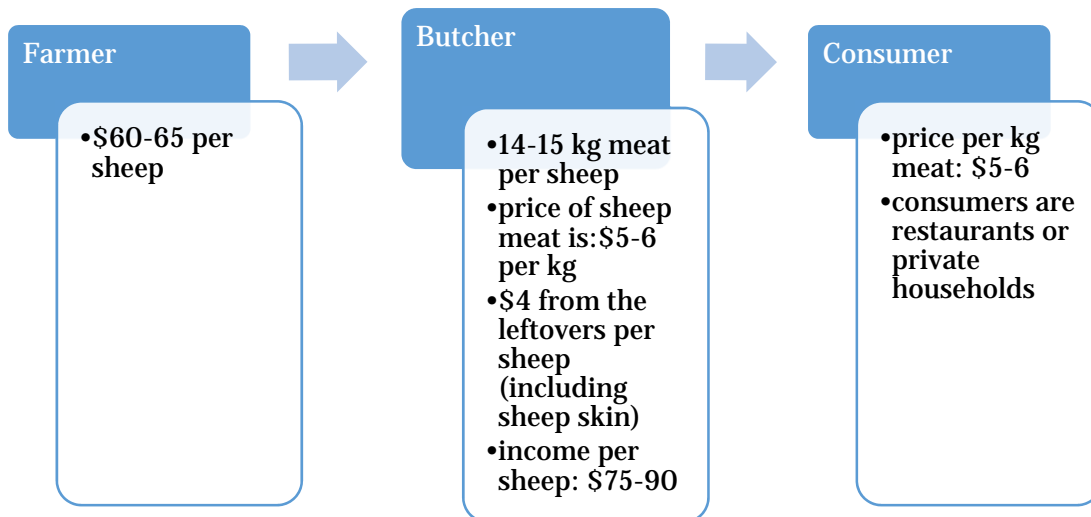 Farmer
•$60-65 per
sheep
Butcher
•14-15 kg meat
per sheep
•price of sheep
meat is:$5-6
per kg
•$4 from the
leftovers per
sheep
(including
sheep skin)
•income per
sheep: $75-90
Consumer
•price per kg
meat: $5-6
•consumers are
restaurants or
private
households